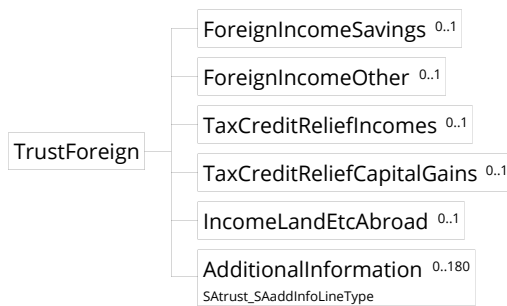 ForeignIncomeSavings 0..1
ForeignIncomeOther 0..1
TaxCreditReliefIncomes 0..1
TrustForeign
TaxCreditReliefCapitalGains 0..1
IncomeLandEtcAbroad 0..1
AdditionalInformation 0..180
SAtrust_SAaddInfoLineType